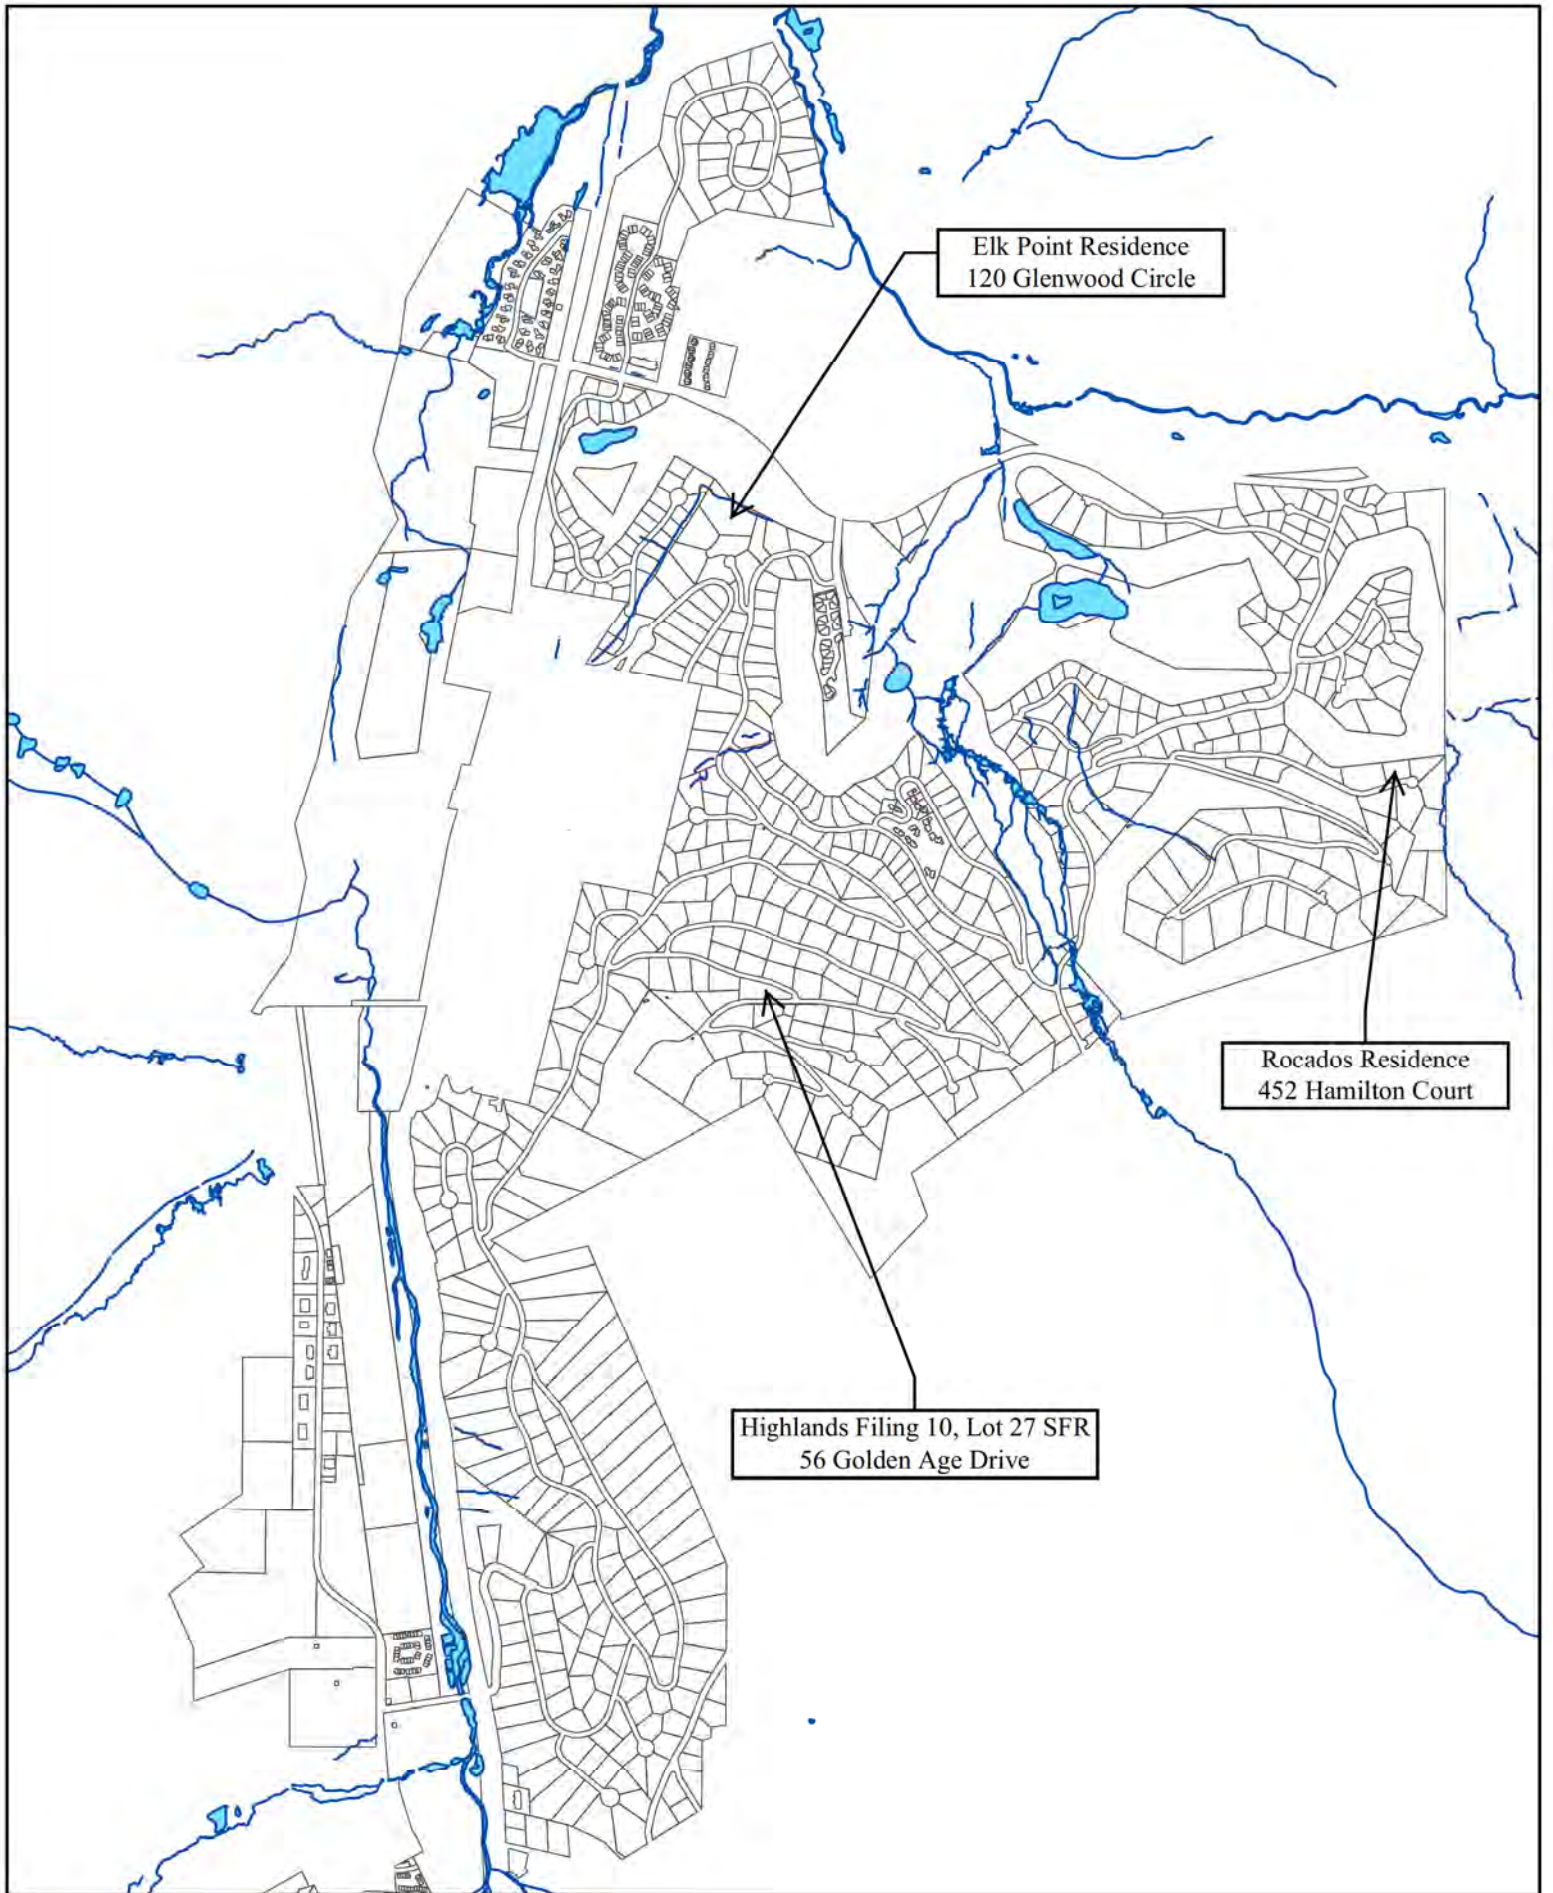 Elk Point Residence
120 Glenwood Circle
Rocados Residence
452 Hamilton Court
Highlands Filing 10, Lot 27 SFR
56 Golden Age Drive